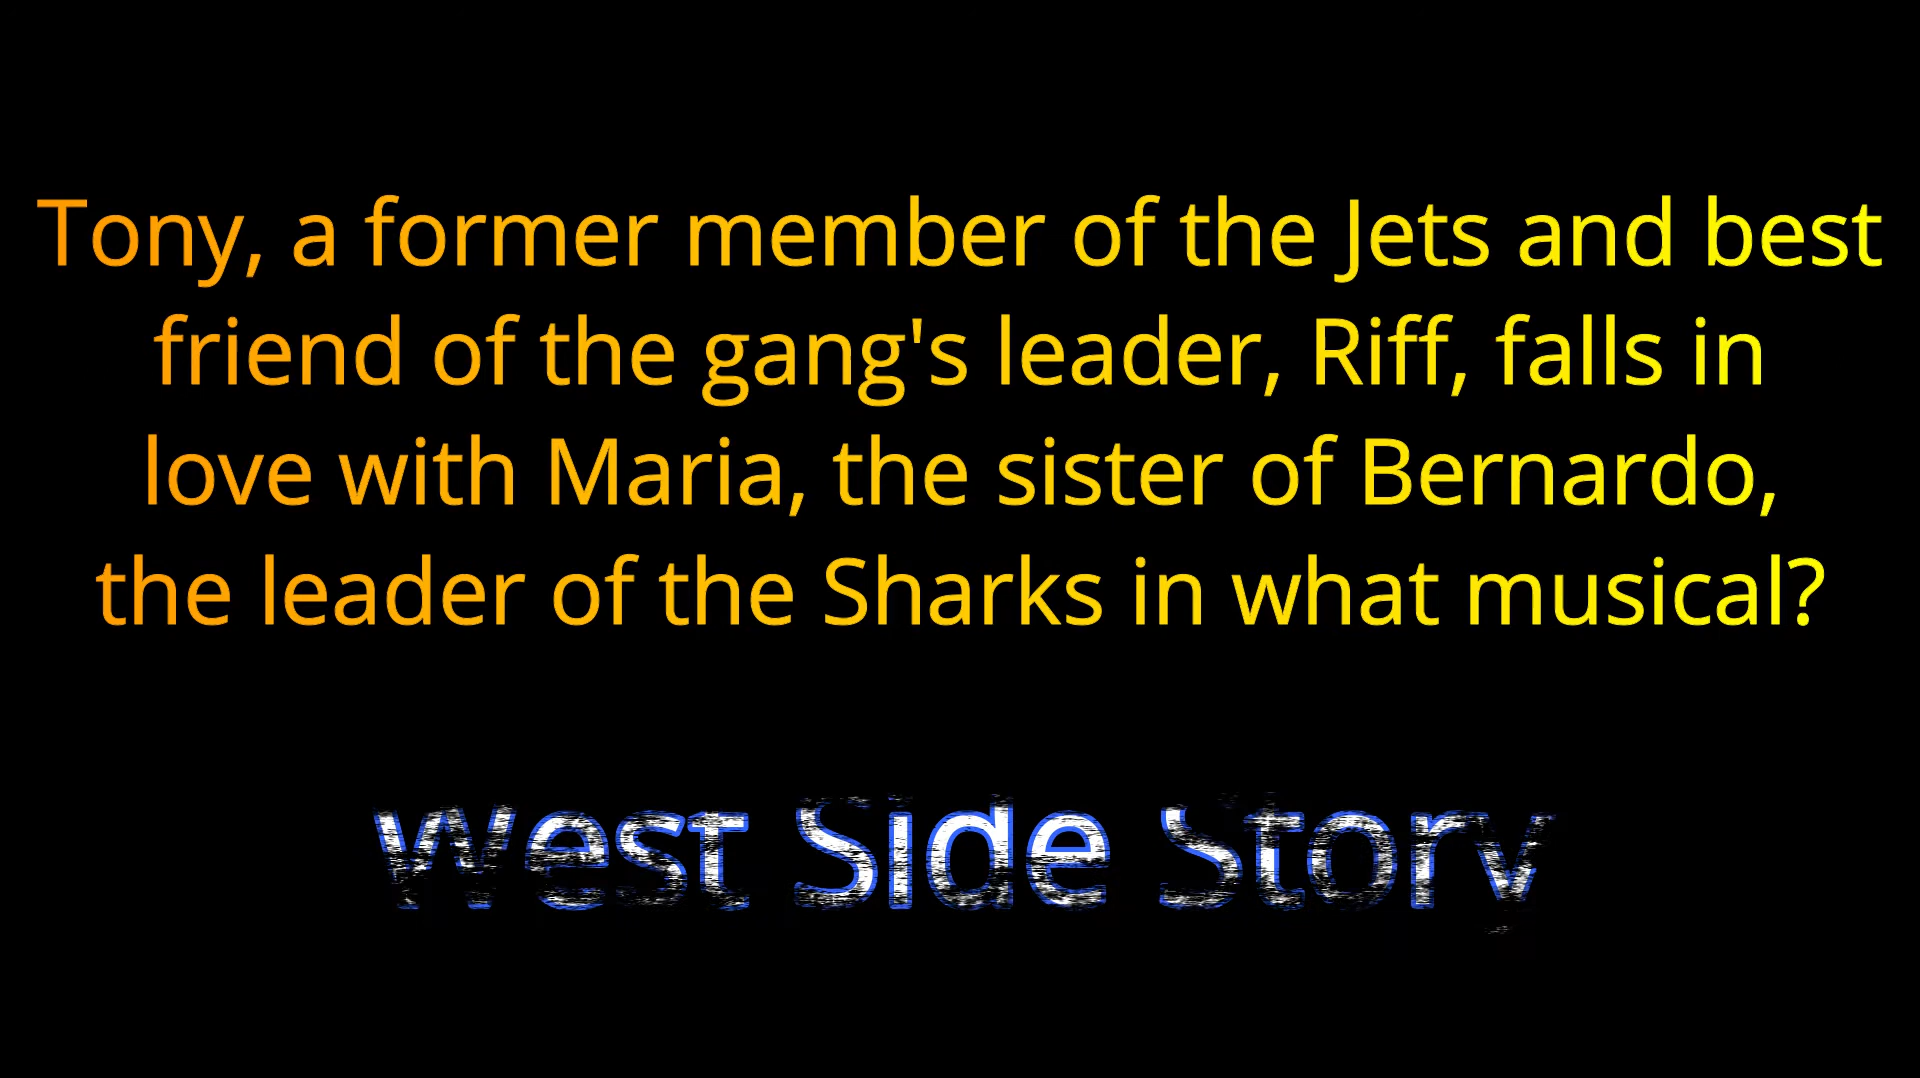 Tony, a former member of the Jets and best
friend of the gang's leader, Riff, falls in
love with Maria, the sister of Bernardo,
the leader of the Sharks in what musical?
West Side Story